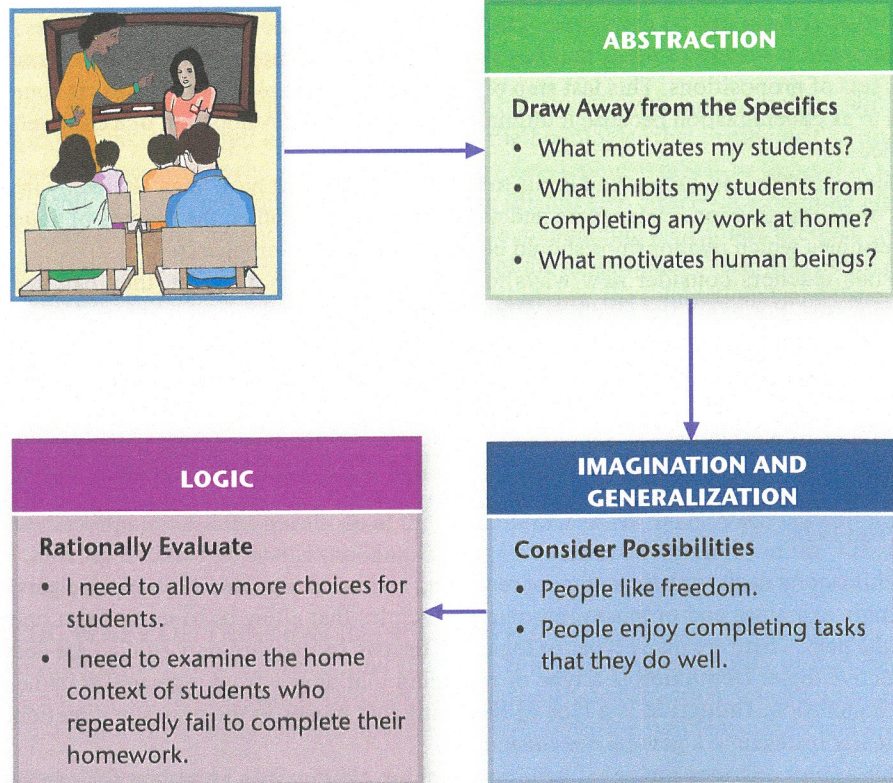 ABSTRACTION
Draw Away from the Specifics
• What motivates my students?
• What inhibits my students from
completing any work at home?
• What motivates human beings?
IMAGINATION AND
GENERALIZATION
Consider Possibilities
• People like freedom.
• People enjoy completing tasks
that they do well.
LOGIC
Rationally Evaluate
• I need to allow more choices for
students.
• I need to examine the home
context of students who
repeatedly fail to complete their
homework.